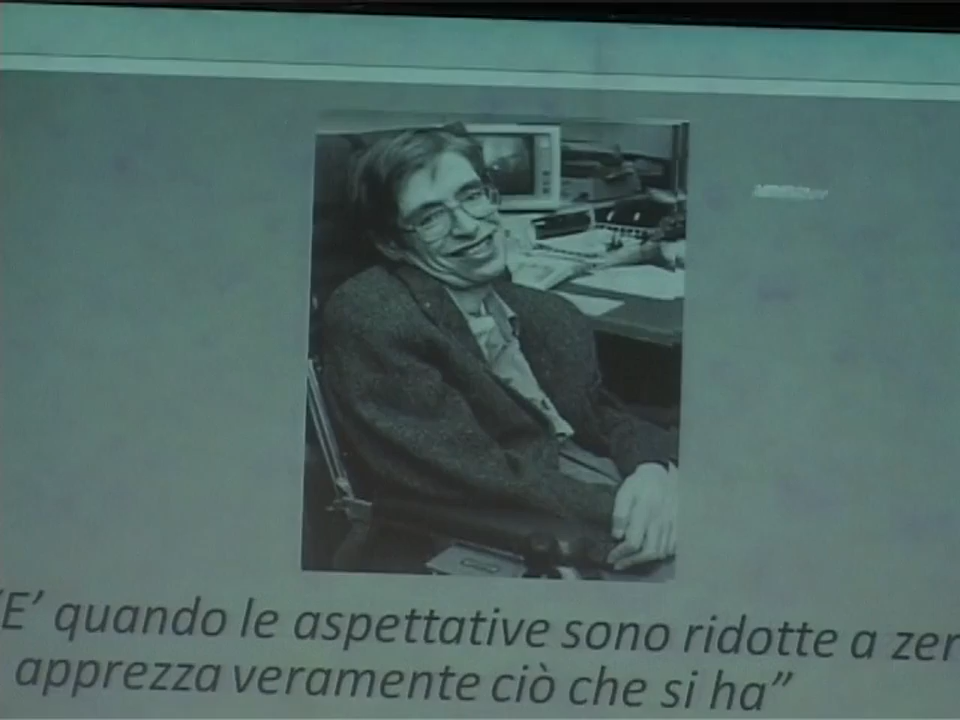 “E’ quando le aspettative sono ridotte a zer
apprezza veramente ciò che si ha”